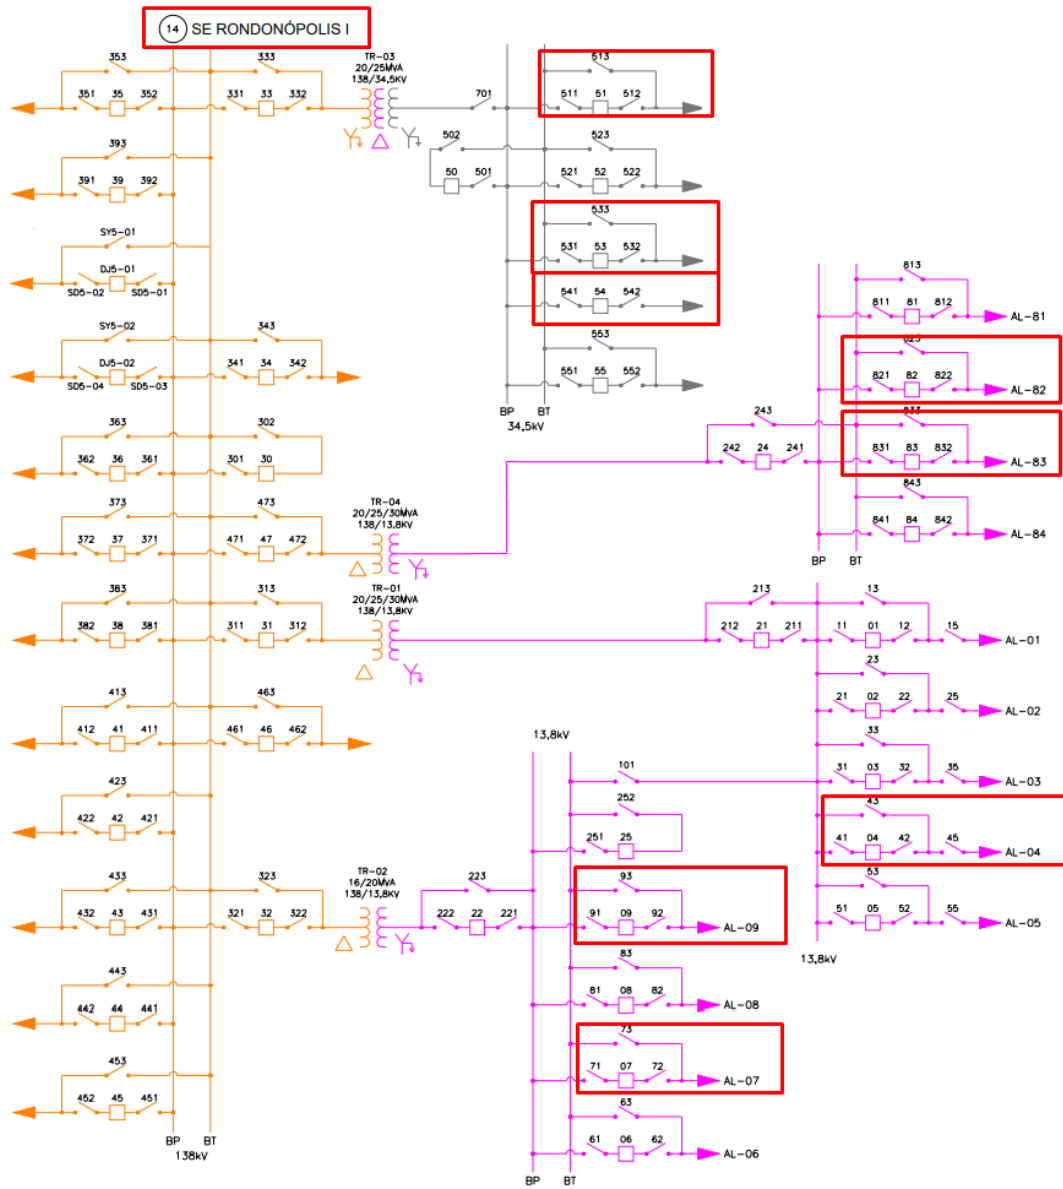 14 SE RONDONÓPOLIS I
353 333
351 35 352 331 33 332
TR-03
20/25MVA
138/34,5KV
701
513
511 51 512
502 523
50 501 521 52 522
393
391 39 392
533
531 53 532
SY5-01
DJ5-01
SD5-02 SD5-01
541 54 542
813
811 81 812 AL-81
SY5-02 343
DJ5-02
SD5-04 SD5-03 341 34 342
553
551 55 552
BP BT
34,5kV
823
821 82 822 AL-82
363 302
362 36 361 301 30
243
242 24 241
833
831 83 832 AL-83
373 473
372 37 371 471 47 472
TR-04
20/25/30MVA
138/13,8KV
843
841 84 842 AL-84
BP BT
383 313
382 38 381 311 31 312
TR-01
20/25/30MVA
138/13,8KV
213
212 21 211
13
11 01 12 15 AL-01
23
21 02 22 25 AL-02
413 463
412 41 411 461 46 462
13,8kV
33
31 03 32 35 AL-03
101
423
422 42 421
252
251 25
43
41 04 42 45 AL-04
433 323
432 43 431 321 32 322
TR-02
16/20MVA
138/13,8KV
223
222 22 221
93
91 09 92 AL-09
53
51 05 52 55 AL-05
13,8kV
443
442 44 441
83
81 08 82 AL-08
453
452 45 451
73
71 07 72 AL-07
BP BT
138kV
63
61 06 62 AL-06
BP BT